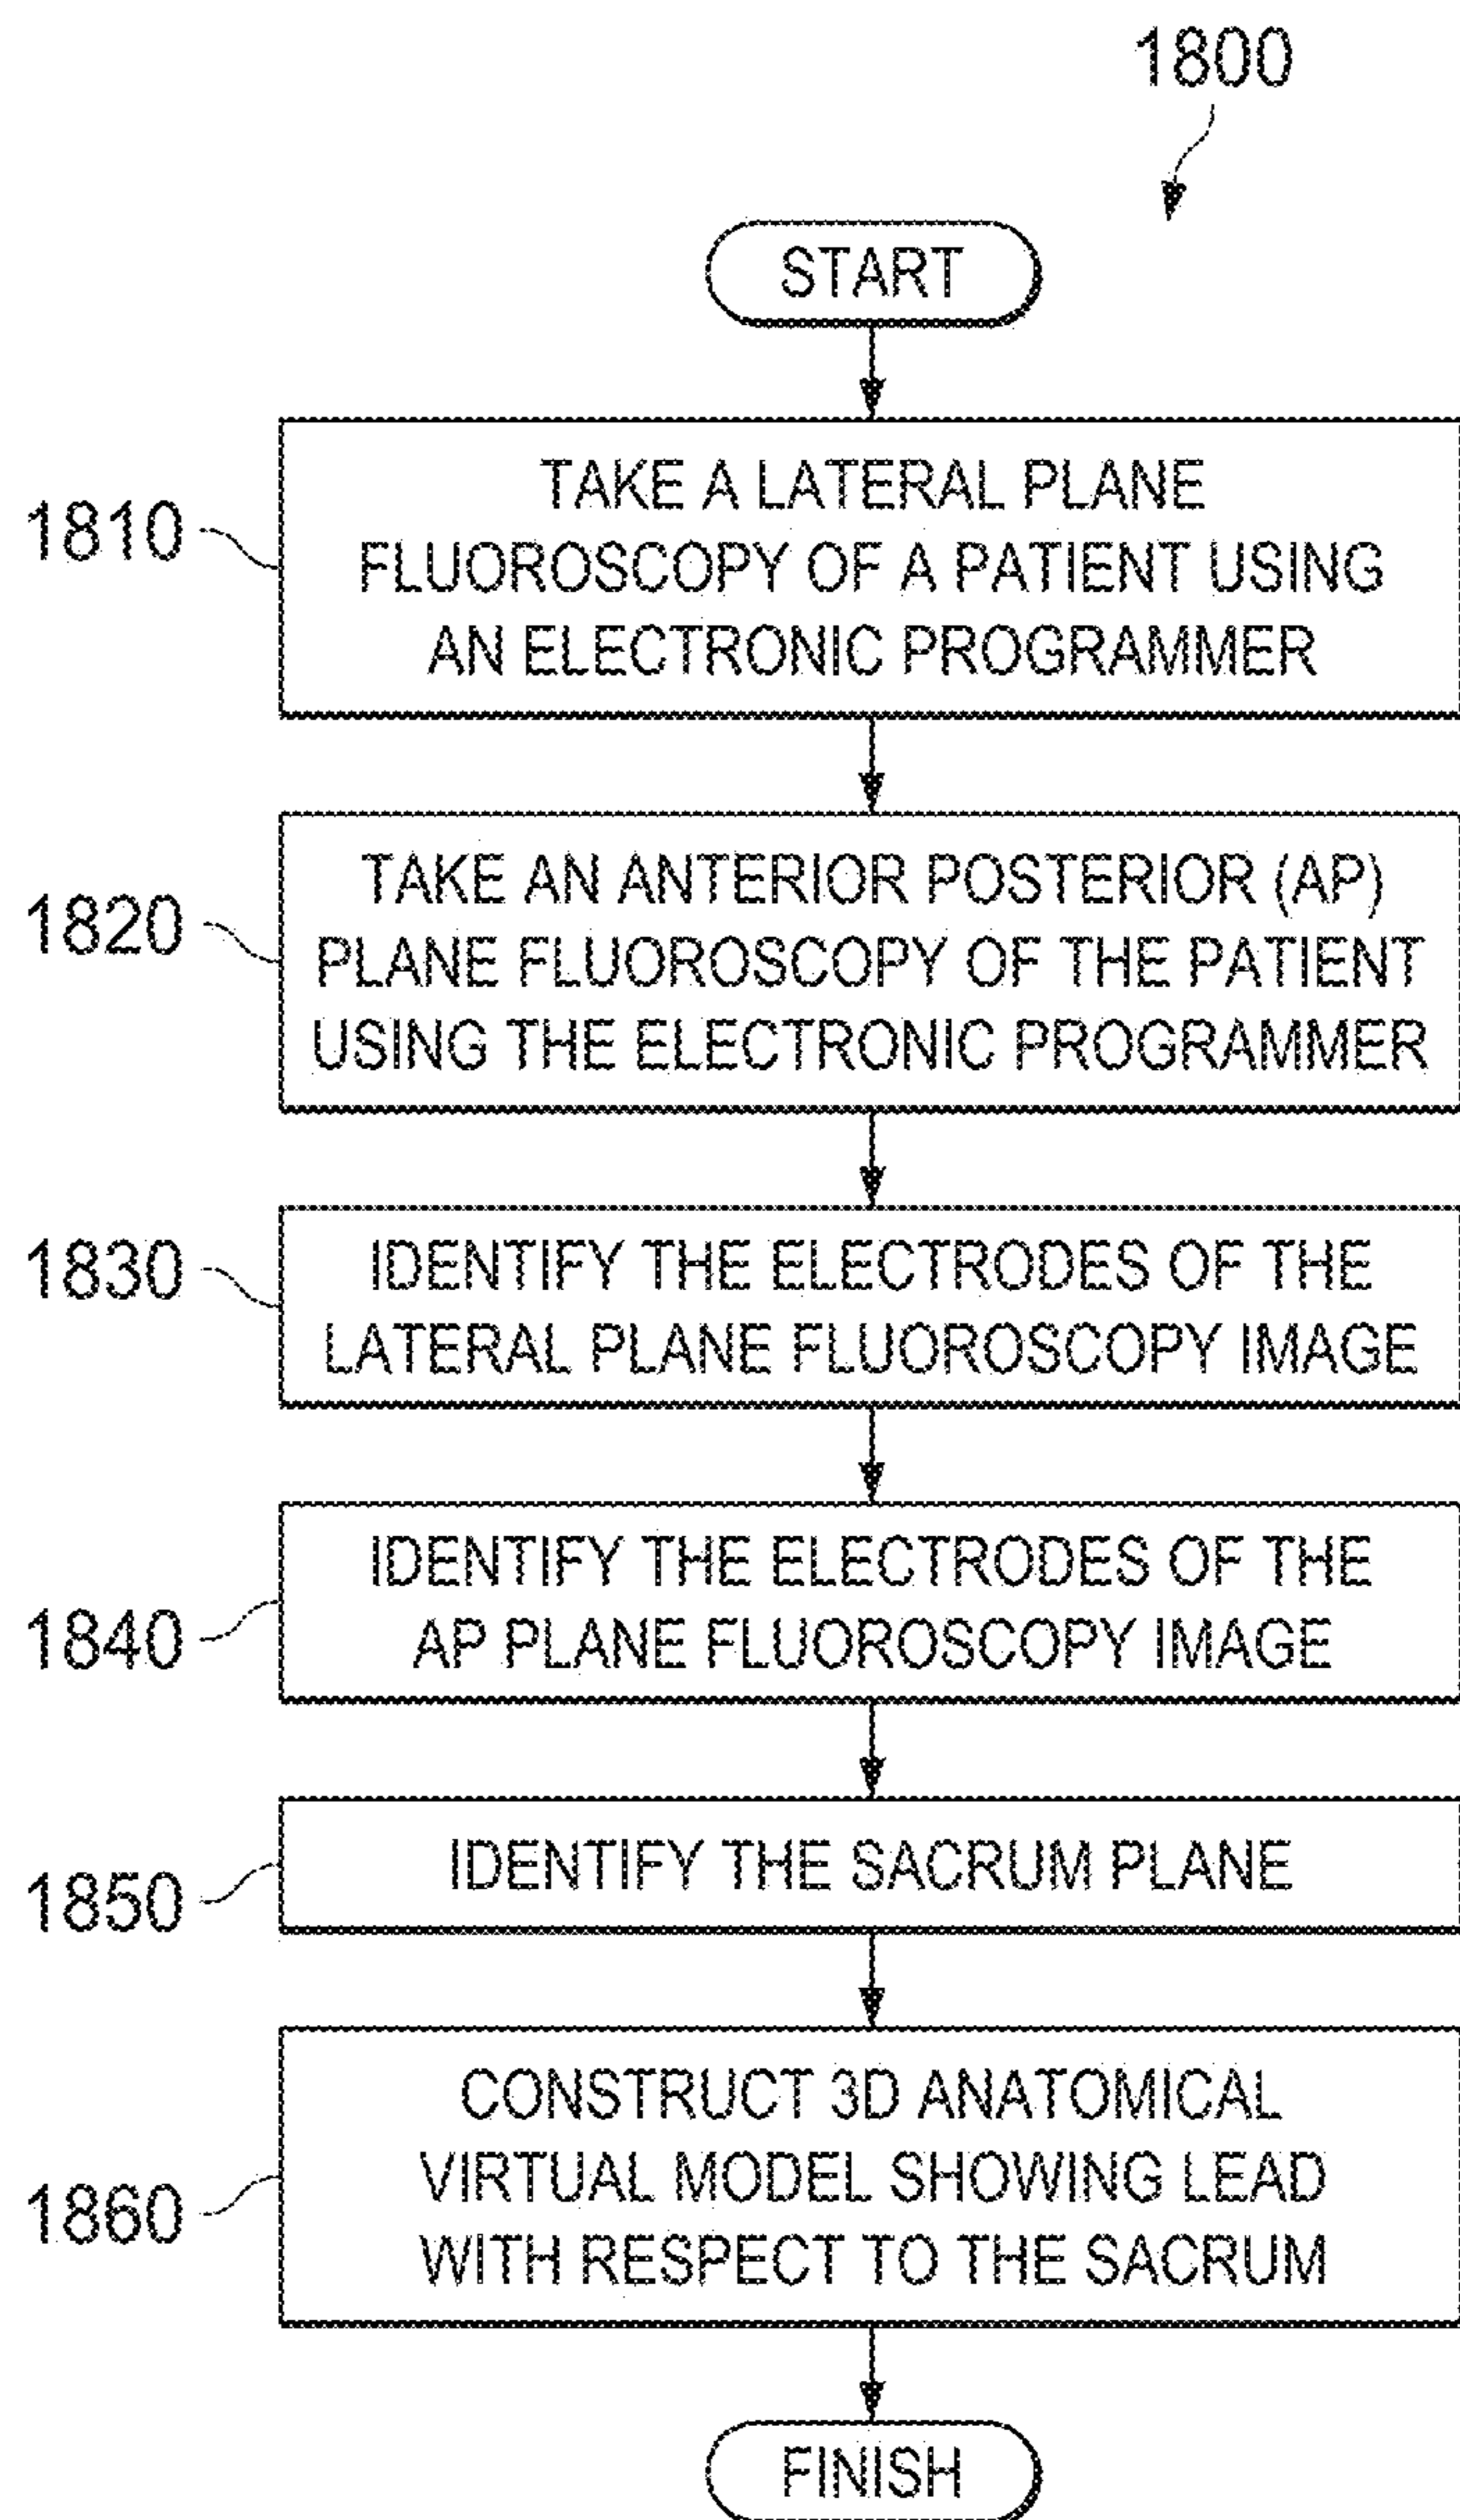 1800
START
1810
TAKE A LATERAL PLANE
FLUOROSCOPY OF A PATIENT USING
AN ELECTRONIC PROGRAMMER
1820
TAKE AN ANTERIOR POSTERIOR (AP)
PLANE FLUOROSCOPY OF THE PATIENT
USING THE ELECTRONIC PROGRAMMER
1830
IDENTIFY THE ELECTRODES OF THE
LATERAL PLANE FLUOROSCOPY IMAGE
1840
IDENTIFY THE ELECTRODES OF THE
AP PLANE FLUOROSCOPY IMAGE
1850
IDENTIFY THE SACRUM PLANE
1860
CONSTRUCT 3D ANATOMICAL
VIRTUAL MODEL SHOWING LEAD
WITH RESPECT TO THE SACRUM
FINISH